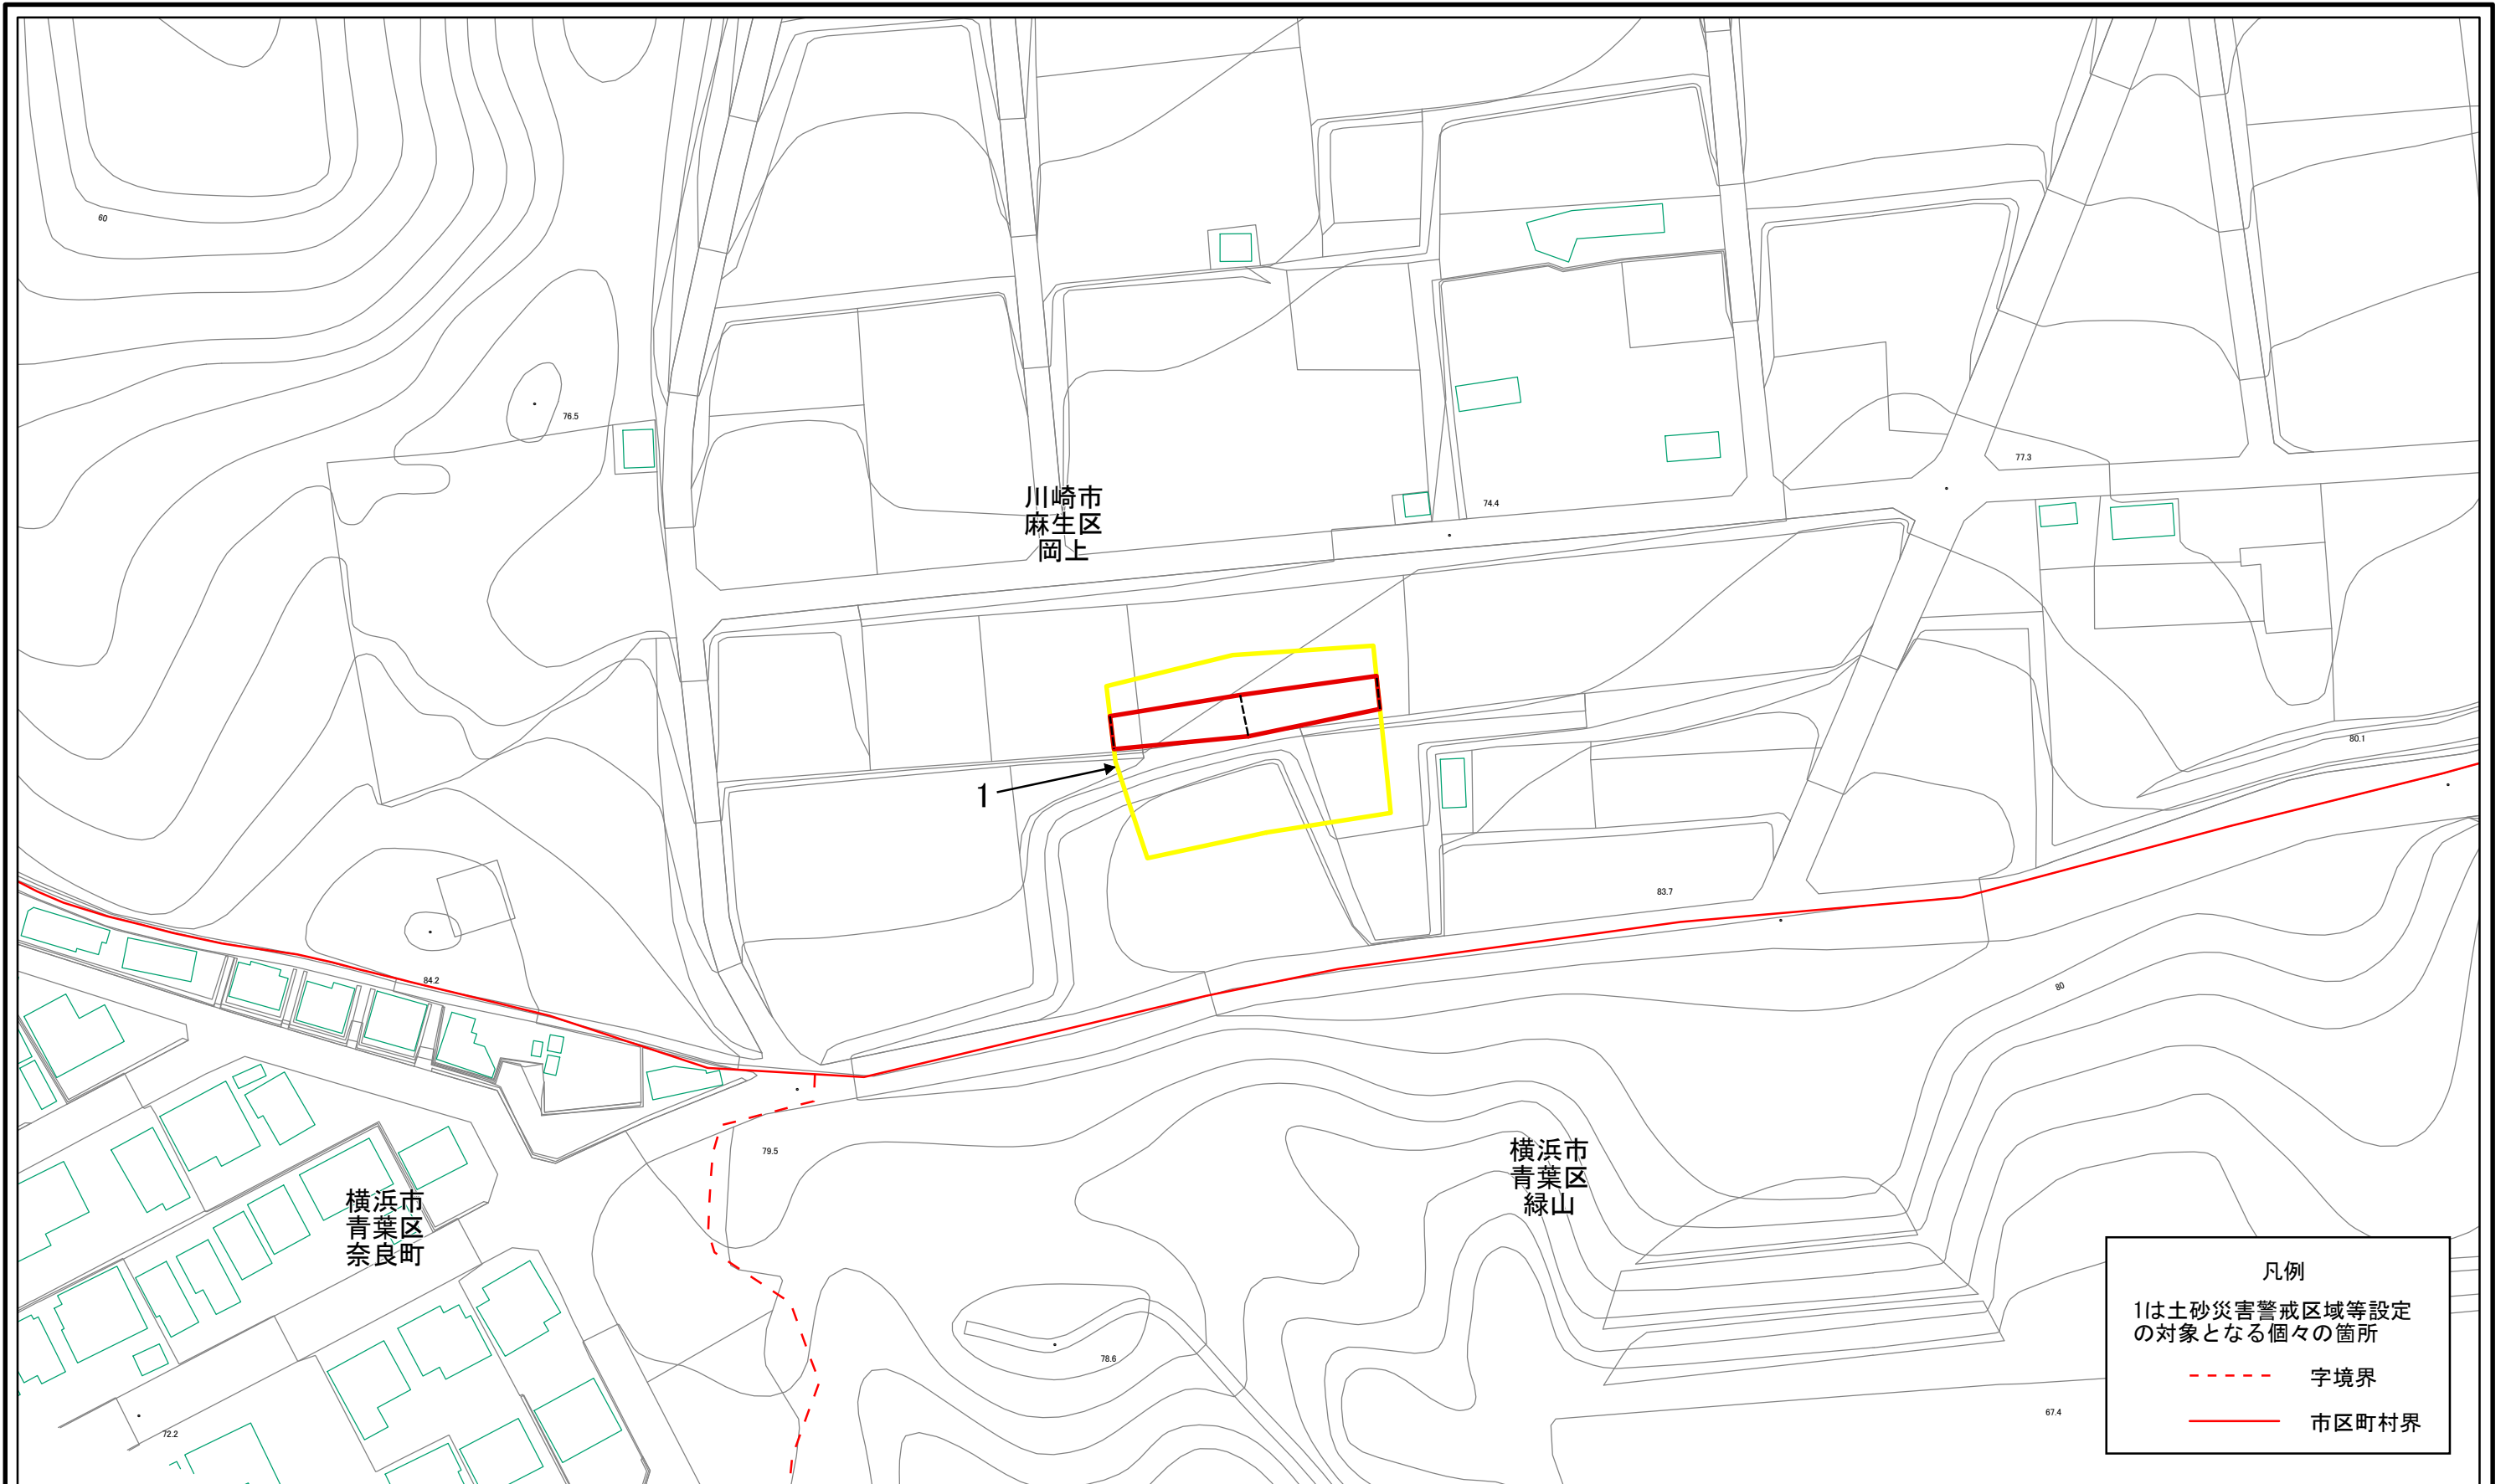 60
76.5
川崎市
麻生区
岡上
74.4
77.3
80.1
1
83.7
84.2
80
79.5
横浜市
青葉区
緑山
横浜市
青葉区
奈良町
78.6
72.2
67.4
凡例
1は土砂災害警戒区域等設定
の対象となる個々の箇所
字境界
市区町村界